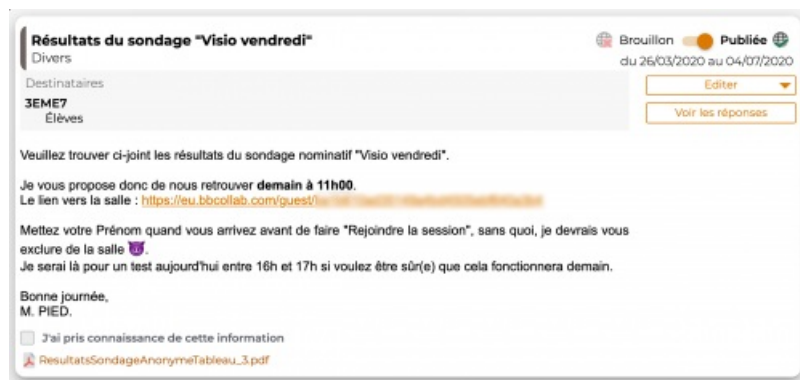 Résultats du sondage "Visio vendredi"
Divers
Brouillon Publiée
du 26/03/2020 au 04/07/2020
Destinataires
3EME7
Élèves
Editer
Voir les réponses
Veuillez trouver ci-joint les résultats du sondage nominatif "Visio vendredi".
Je vous propose donc de nous retrouver demain à 11h00.
Le lien vers la salle : https://eu.bbcollab.com/guest/
Mettez votre Prénom quand vous arrivez avant de faire "Rejoindre la session", sans quoi, je devrais vous
exclure de la salle 😈.
Je serai là pour un test aujourd'hui entre 16h et 17h si voulez être sûr(e) que cela fonctionnera demain.
Bonne journée,
M. PIED.
J'ai pris connaissance de cette information
ResultatsSondageAnonymeTableau_3.pdf